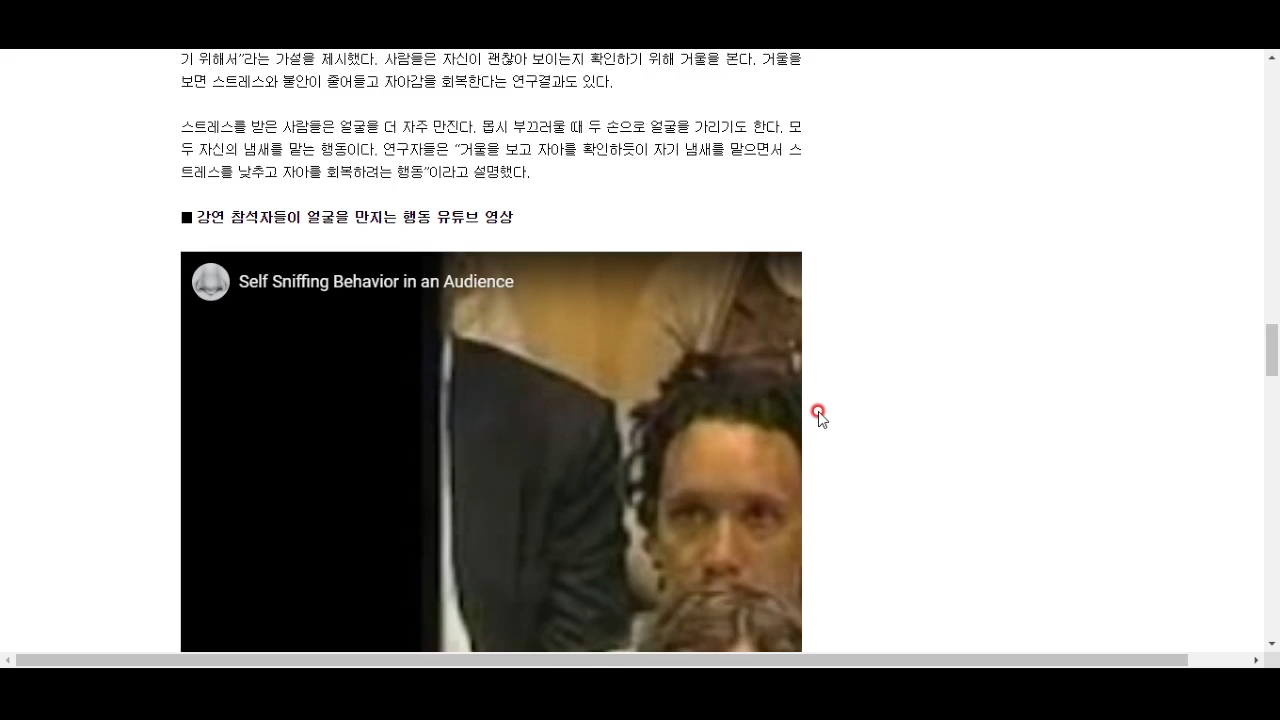 기 위해서”라는 가설을 제시했다. 사람들은 자신이 괜찮아 보이는지 확인하기 위해 거울을 본다. 거울을
보면 스트레스와 불안이 줄어들고 자아감을 회복한다는 연구결과도 있다.
스트레스를 받은 사람들은 얼굴을 더 자주 만진다. 몹시 부끄러울 때 두 손으로 얼굴을 가리기도 한다. 모
두 자신의 냄새를 맡는 행동이다. 연구자들은 “거울을 보고 자아를 확인하듯이 자기 냄새를 맡으면서 스
트레스를 낮추고 자아를 회복하려는 행동”이라고 설명했다.
■ 강연 참석자들이 얼굴을 만지는 행동 유튜브 영상
Self Sniffing Behavior in an Audience